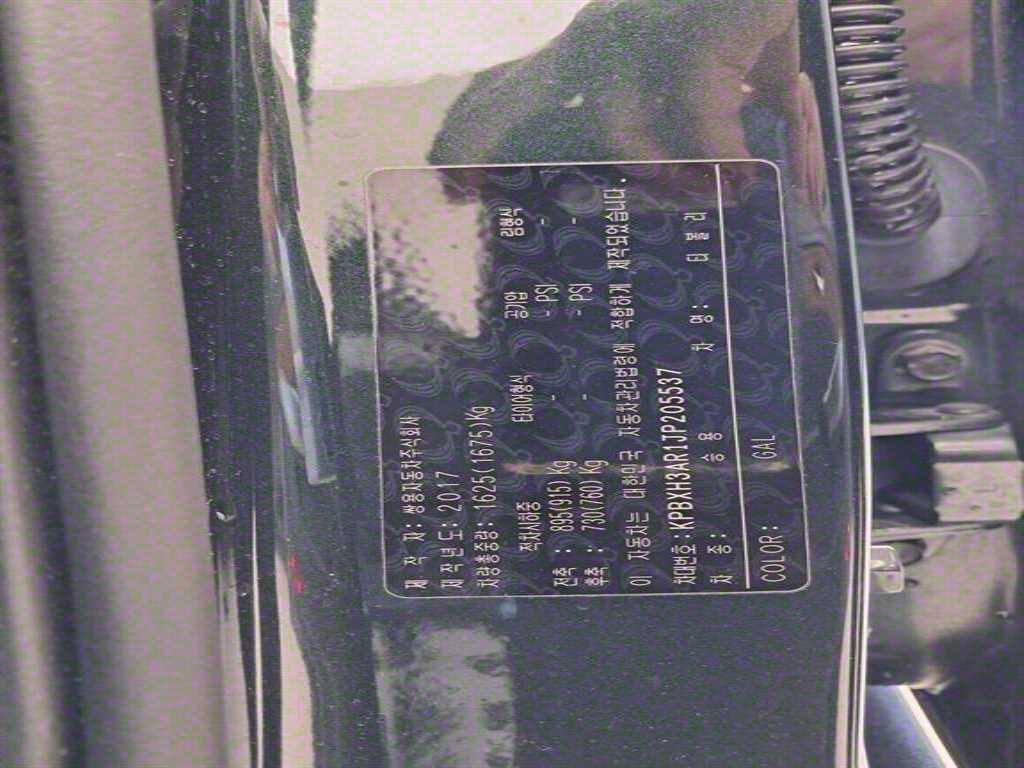 제 작 자 : 쌍용자동차주식회사
제작년도 : 2017
차량총중량 : 1625(1675)Kg
적차시하중 타이어형식 공기압 림형식
전축 : 895(915)Kg - - PSI -
후축 : 730(760)Kg - - PSI -
이 자동차는 대한민국 자동차관리법령에 적합하게 제작되었습니다.
차대번호 : KPBXH3AR1JP205537
차 종 : 승용 차 명 : 티볼리
COLOR : GAL